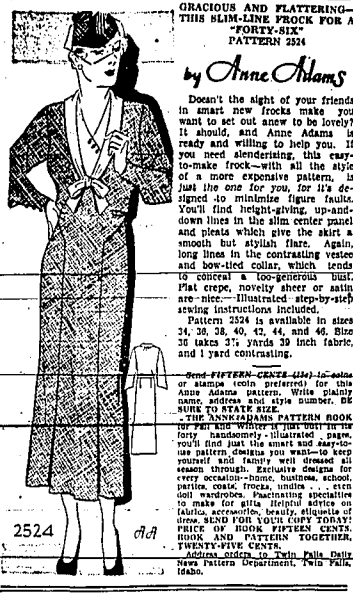 GRACIOUS AND FLATTERING—
THIS SLIM-LINE FROCK FOR A
"FORTY-SIX"
PATTERN 2524
by Anne Adams
Doesn't the sight of your friends
in smart new frocks make you
want to set out anew to be lovely?
It should, and Anne Adams is
ready and willing to help you. If
you need slenderizing, this easy-
to-make frock—with all the style
of a more expensive pattern, is
just the one for you, for it's de-
signed to minimize figure faults.
You'll find height-giving, up-and-
down lines in the slim center panel
and pleats which give the skirt a
smooth but stylish flare. Again,
long lines in the contrasting vestee
and bow-tied collar, which tends
to conceal a too-generous bust.
Flat crepe, novelty sheer or satin
are nice. Illustrated step-by-step
sewing instructions included.
Pattern 2524 is available in sizes
34, 36, 38, 40, 42, 44, and 46. Size
36 takes yards 39 inch fabric,
and 1 yard contrasting.
Send FIFTEEN CENTS (15c) in coins
or stamps (coin preferred) for this
Anne Adams pattern. Write plainly
name, address and style number. BE
SURE TO STATE SIZE.
THE ANNE ADAMS PATTERN BOOK
for Fall and Winter is just out! In its
forty handsomely-illustrated pages,
you'll find just the smart and easy-to-
use pattern designs you want—to keep
yourself and family well dressed all
season through. Exclusive designs for
every occasion—home, business, school,
parties, coats, frocks, undies . . . even
doll wardrobes. Fascinating specialties
to make for gifts. Helpful advice on
fabrics, accessories, beauty, etiquette of
dress. SEND FOR YOUR COPY TODAY!
PRICE OF BOOK FIFTEEN CENTS.
BOOK AND PATTERN TOGETHER,
TWENTY-FIVE CENTS.
Address orders to Twin Falls Daily
News Pattern Department, Twin Falls,
Idaho.
2524
AA